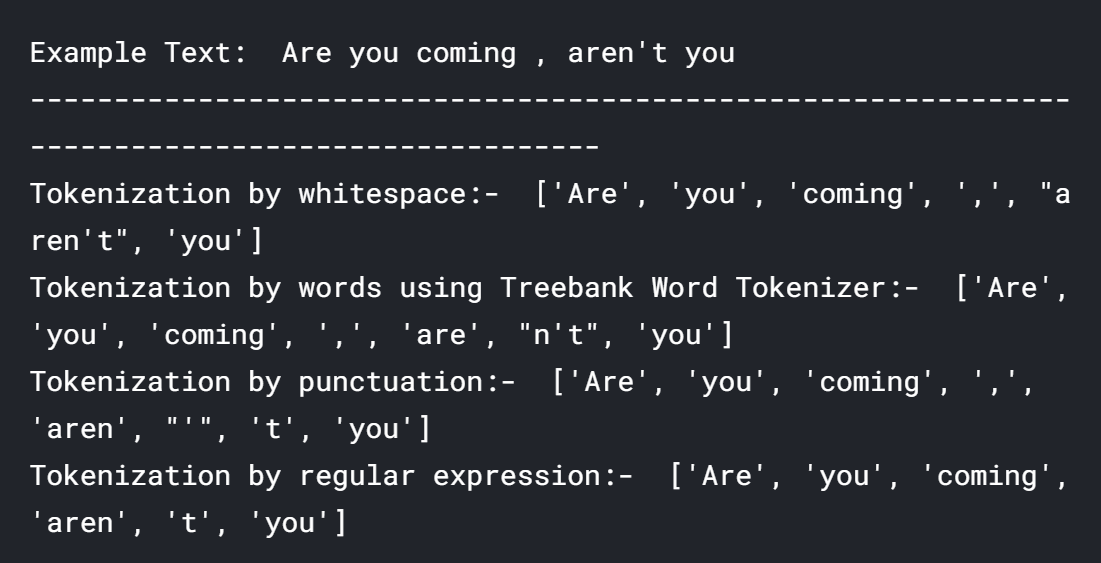 Example Text:  Are you coming , aren't you
--------------------------------------------------------------
----------------------------------
Tokenization by whitespace:-  ['Are', 'you', 'coming', ',', "a
ren't", 'you']
Tokenization by words using Treebank Word Tokenizer:-  ['Are',
'you', 'coming', ',', 'are', "n't", 'you']
Tokenization by punctuation:-  ['Are', 'you', 'coming', ',',
'aren', "'", 't', 'you']
Tokenization by regular expression:-  ['Are', 'you', 'coming',
'aren', 't', 'you']